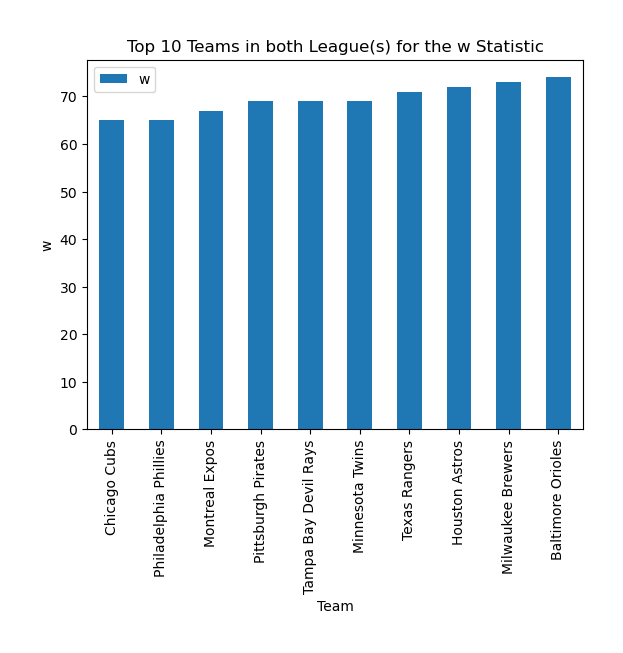 Top 10 Teams in both League(s) for the w Statistic
w
70
60
50
40
30
20
10
0
w
Chicago Cubs
Philadelphia Phillies
Montreal Expos
Pittsburgh Pirates
Tampa Bay Devil Rays
Minnesota Twins
Texas Rangers
Houston Astros
Milwaukee Brewers
Baltimore Orioles
Team